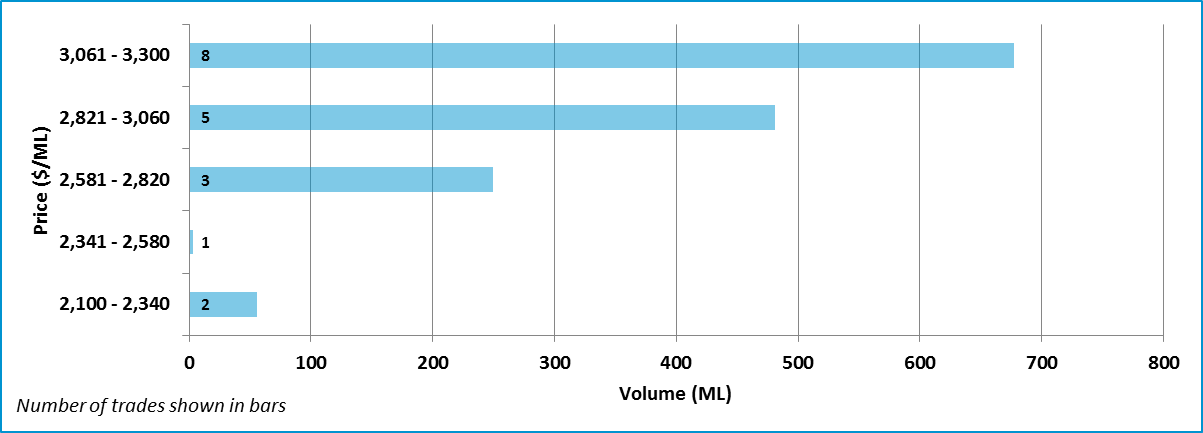 Price ($/ML)
3,061 - 3,300
8
2,821 - 3,060
5
2,581 - 2,820
3
2,341 - 2,580
1
2,100 - 2,340
2
0 100 200 300 400 500 600 700 800
Volume (ML)
Number of trades shown in bars